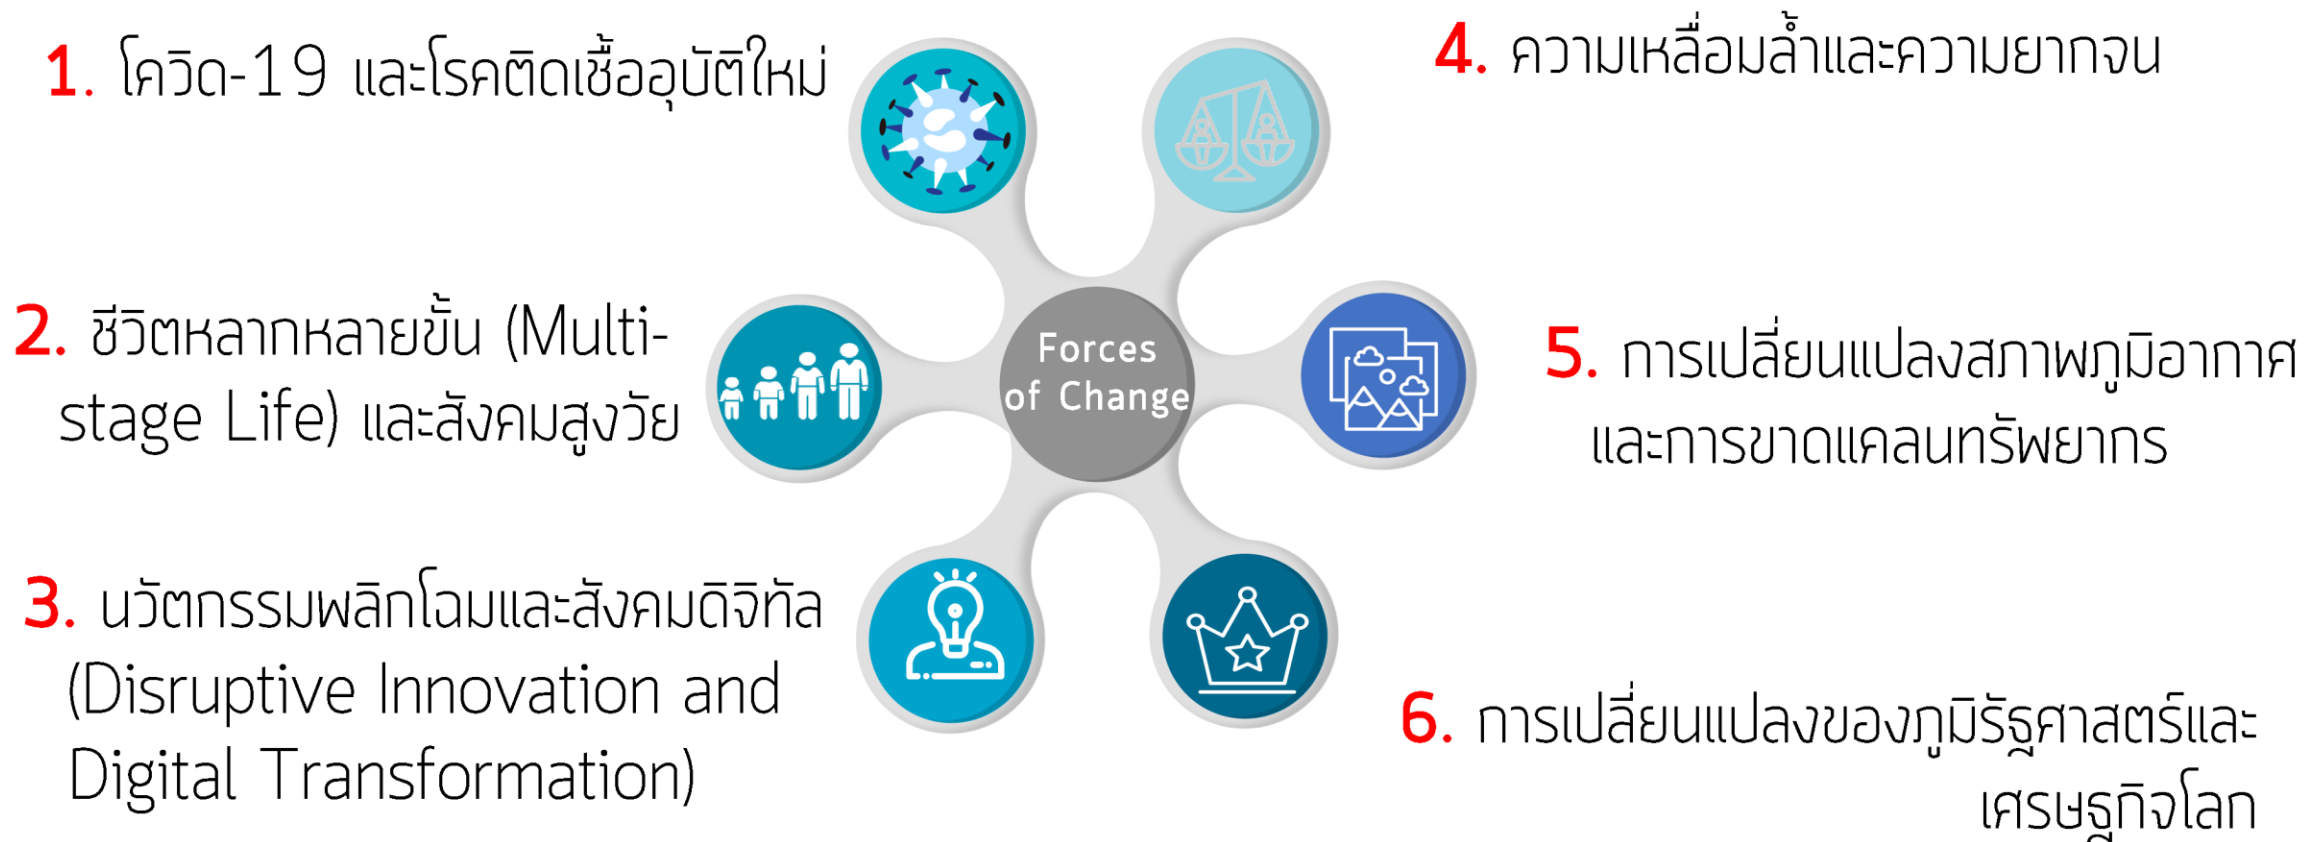 1. โควิด-19 และโรคติดเชื้ออุบัติใหม่
2. ชีวิตหลากหลายขั้น (Multi-
stage Life) และสังคมสูงวัย
3. นวัตกรรมพลิกโฉมและสังคมดิจิทัล
(Disruptive Innovation and
Digital Transformation)
Forces
of Change
4. ความเหลื่อมล้ำและความยากจน
5. การเปลี่ยนแปลงสภาพภูมิอากาศ
และการขาดแคลนทรัพยากร
6. การเปลี่ยนแปลงของภูมิรัฐศาสตร์และ
เศรษฐกิจโลก